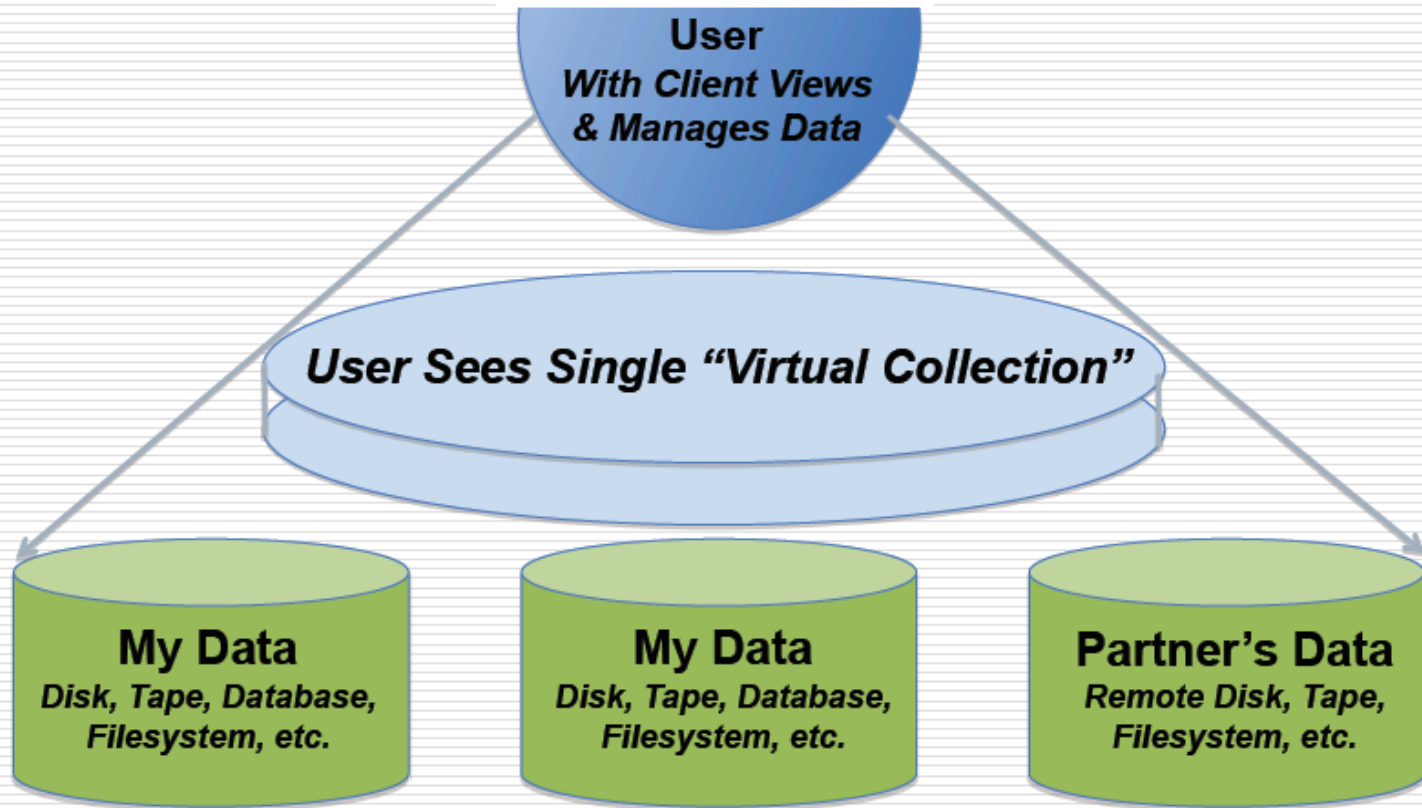 User
With Client Views
& Manages Data
User Sees Single “Virtual Collection”
My Data
Disk, Tape, Database,
Filesystem, etc.
My Data
Disk, Tape, Database,
Filesystem, etc.
Partner’s Data
Remote Disk, Tape,
Filesystem, etc.